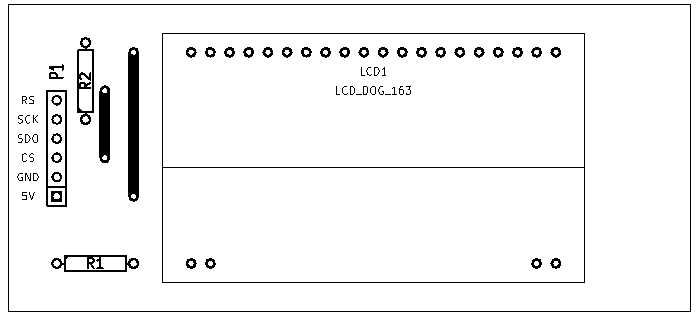 P1
R2
LCD1
LCD_DOG_163
RS
SCK
SDO
CS
GND
5V
R1